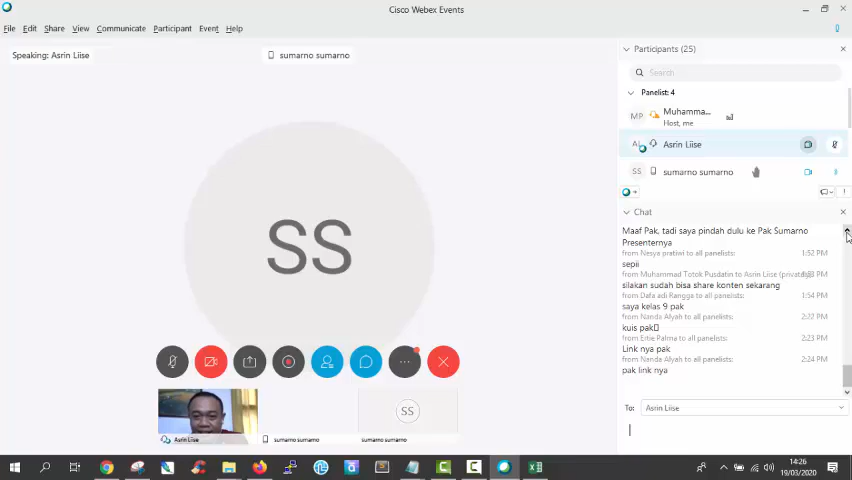 Cisco Webex Events
File Edit Share View Communicate Participant Event Help
Speaking: Asrin Liise
sumarno sumarno
SS
Asrin Liise
sumarno sumarno
SS
sumarno sumarno
Participants (25)
Search
Panelist: 4
MP Muhamma...
Host, me
AL Asrin Liise
SS sumarno sumarno
Chat
Maaf Pak, tadi saya pindah dulu ke Pak Sumarno
Presenternya
from Nesya pratiwi to all panelists: 1:52 PM
sepii
from Muhammad Totok Pusdatin to Asrin Liise (privately):
silakan sudah bisa share konten sekarang
from Dafa adi Rangga to all panelists: 1:54 PM
saya kelas 9 pak
from Nanda Alyah to all panelists: 2:22 PM
kuis pak
from Ertie Palma to all panelists: 2:23 PM
Link nya pak
from Nanda Alyah to all panelists: 2:24 PM
pak link nya
To: Asrin Liise
14:26
19/03/2020